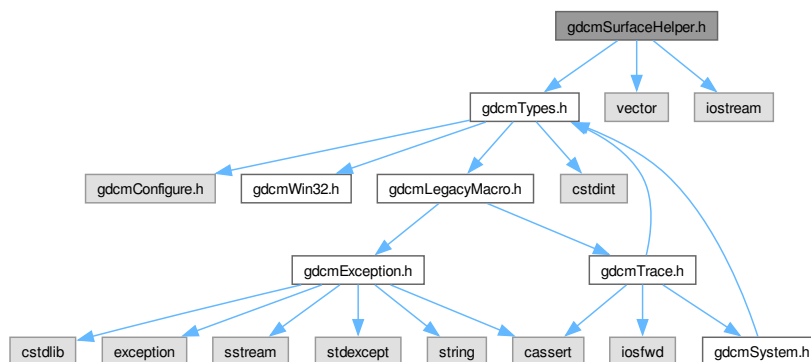 gdcmSurfaceHelper.h
gdcmTypes.h
vector
iostream
gdcmConfigure.h
gdcmWin32.h
gdcmLegacyMacro.h
cstdint
gdcmException.h
gdcmTrace.h
cstdlib
exception
sstream
stdexcept
string
cassert
iosfwd
gdcmSystem.h